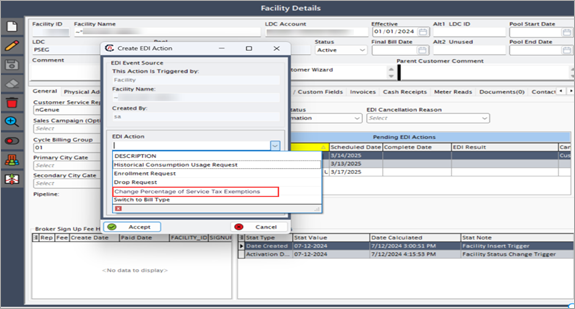 Facility Details
Facility ID Facility Name LDC Account Effective Alt1 LDC ID Pool Start Date
01/01/2024
LDC Status Final Bill Date Alt2 Unused Pool End Date
PSEG Active
Comment Customer Wizard Parent Customer Comment
Create EDI Action
EDI Event Source
This Action is Triggered by:
Facility
Facility Name:
Created By:
sa
EDI Action
DESCRIPTION
Historical Consumption Usage Request
Enrollment Request
Drop Request
Change Percentage of Service Tax Exemptions
Switch to Bill Type
Accept Cancel
General Physical Ad / Custom Fields Invoices Cash Receipts Meter Reads Documents(0) Contact
Customer Service Rep
nGenue
Sales Campaign (Opti
Select
Cycle Billing Group
01
Primary City Gate
Select
Secondary City Gate
Select
Pipeline:
Status EDI Cancellation Reason
mation Select
Pending EDI Actions
Scheduled Date Complete Date EDI Result Can
3/14/2025 Cus
3/13/2025
L 3/17/2025
Broker Sign Up Fee H
Rep Fee Create Date Paid Date FACILITY_ID SIGNUP
<No data to display>
Stat Type Stat Value Date Calculated Stat Note
Date Created 07-12-2024 7/12/2024 3:00:51 PM Facility Insert Trigger
Activation D... 07-12-2024 7/12/2024 4:15:53 PM Facility Status Change Trigger